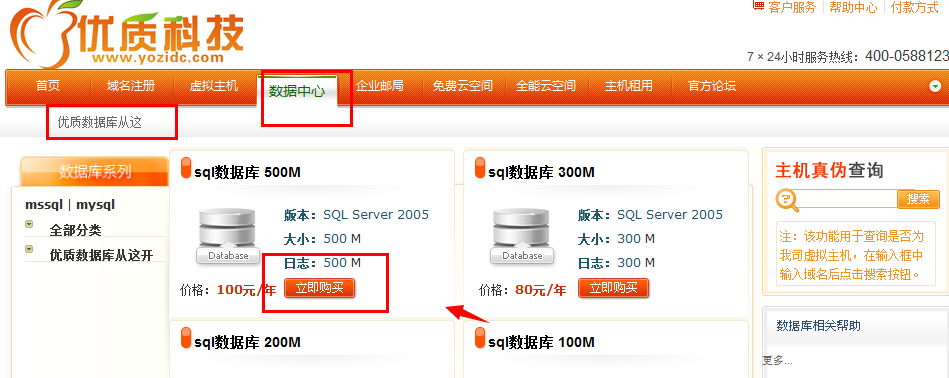 客户服务 | 帮助中心 | 付款方式
优质科技
www.yozidc.com
7 × 24小时服务热线：400-0588123
首页 域名注册 虚拟主机 数据中心 企业邮局 免费云空间 全能云空间 主机租用 官方论坛
优质数据库从这
数据库系列
mssql | mysql
全部分类
优质数据库从这开
sql数据库 500M
版本：SQL Server 2005
大小：500 M
日志：500 M
Database
价格：100元/年 立即购买
sql数据库 300M
版本：SQL Server 2005
大小：300 M
日志：300 M
Database
价格：80元/年 立即购买
sql数据库 200M
sql数据库 100M
主机真伪查询
搜索
注：该功能用于查询是否为
我司虚拟主机，在输入框中
输入域名后点击搜索按钮。
数据库相关帮助
更多...